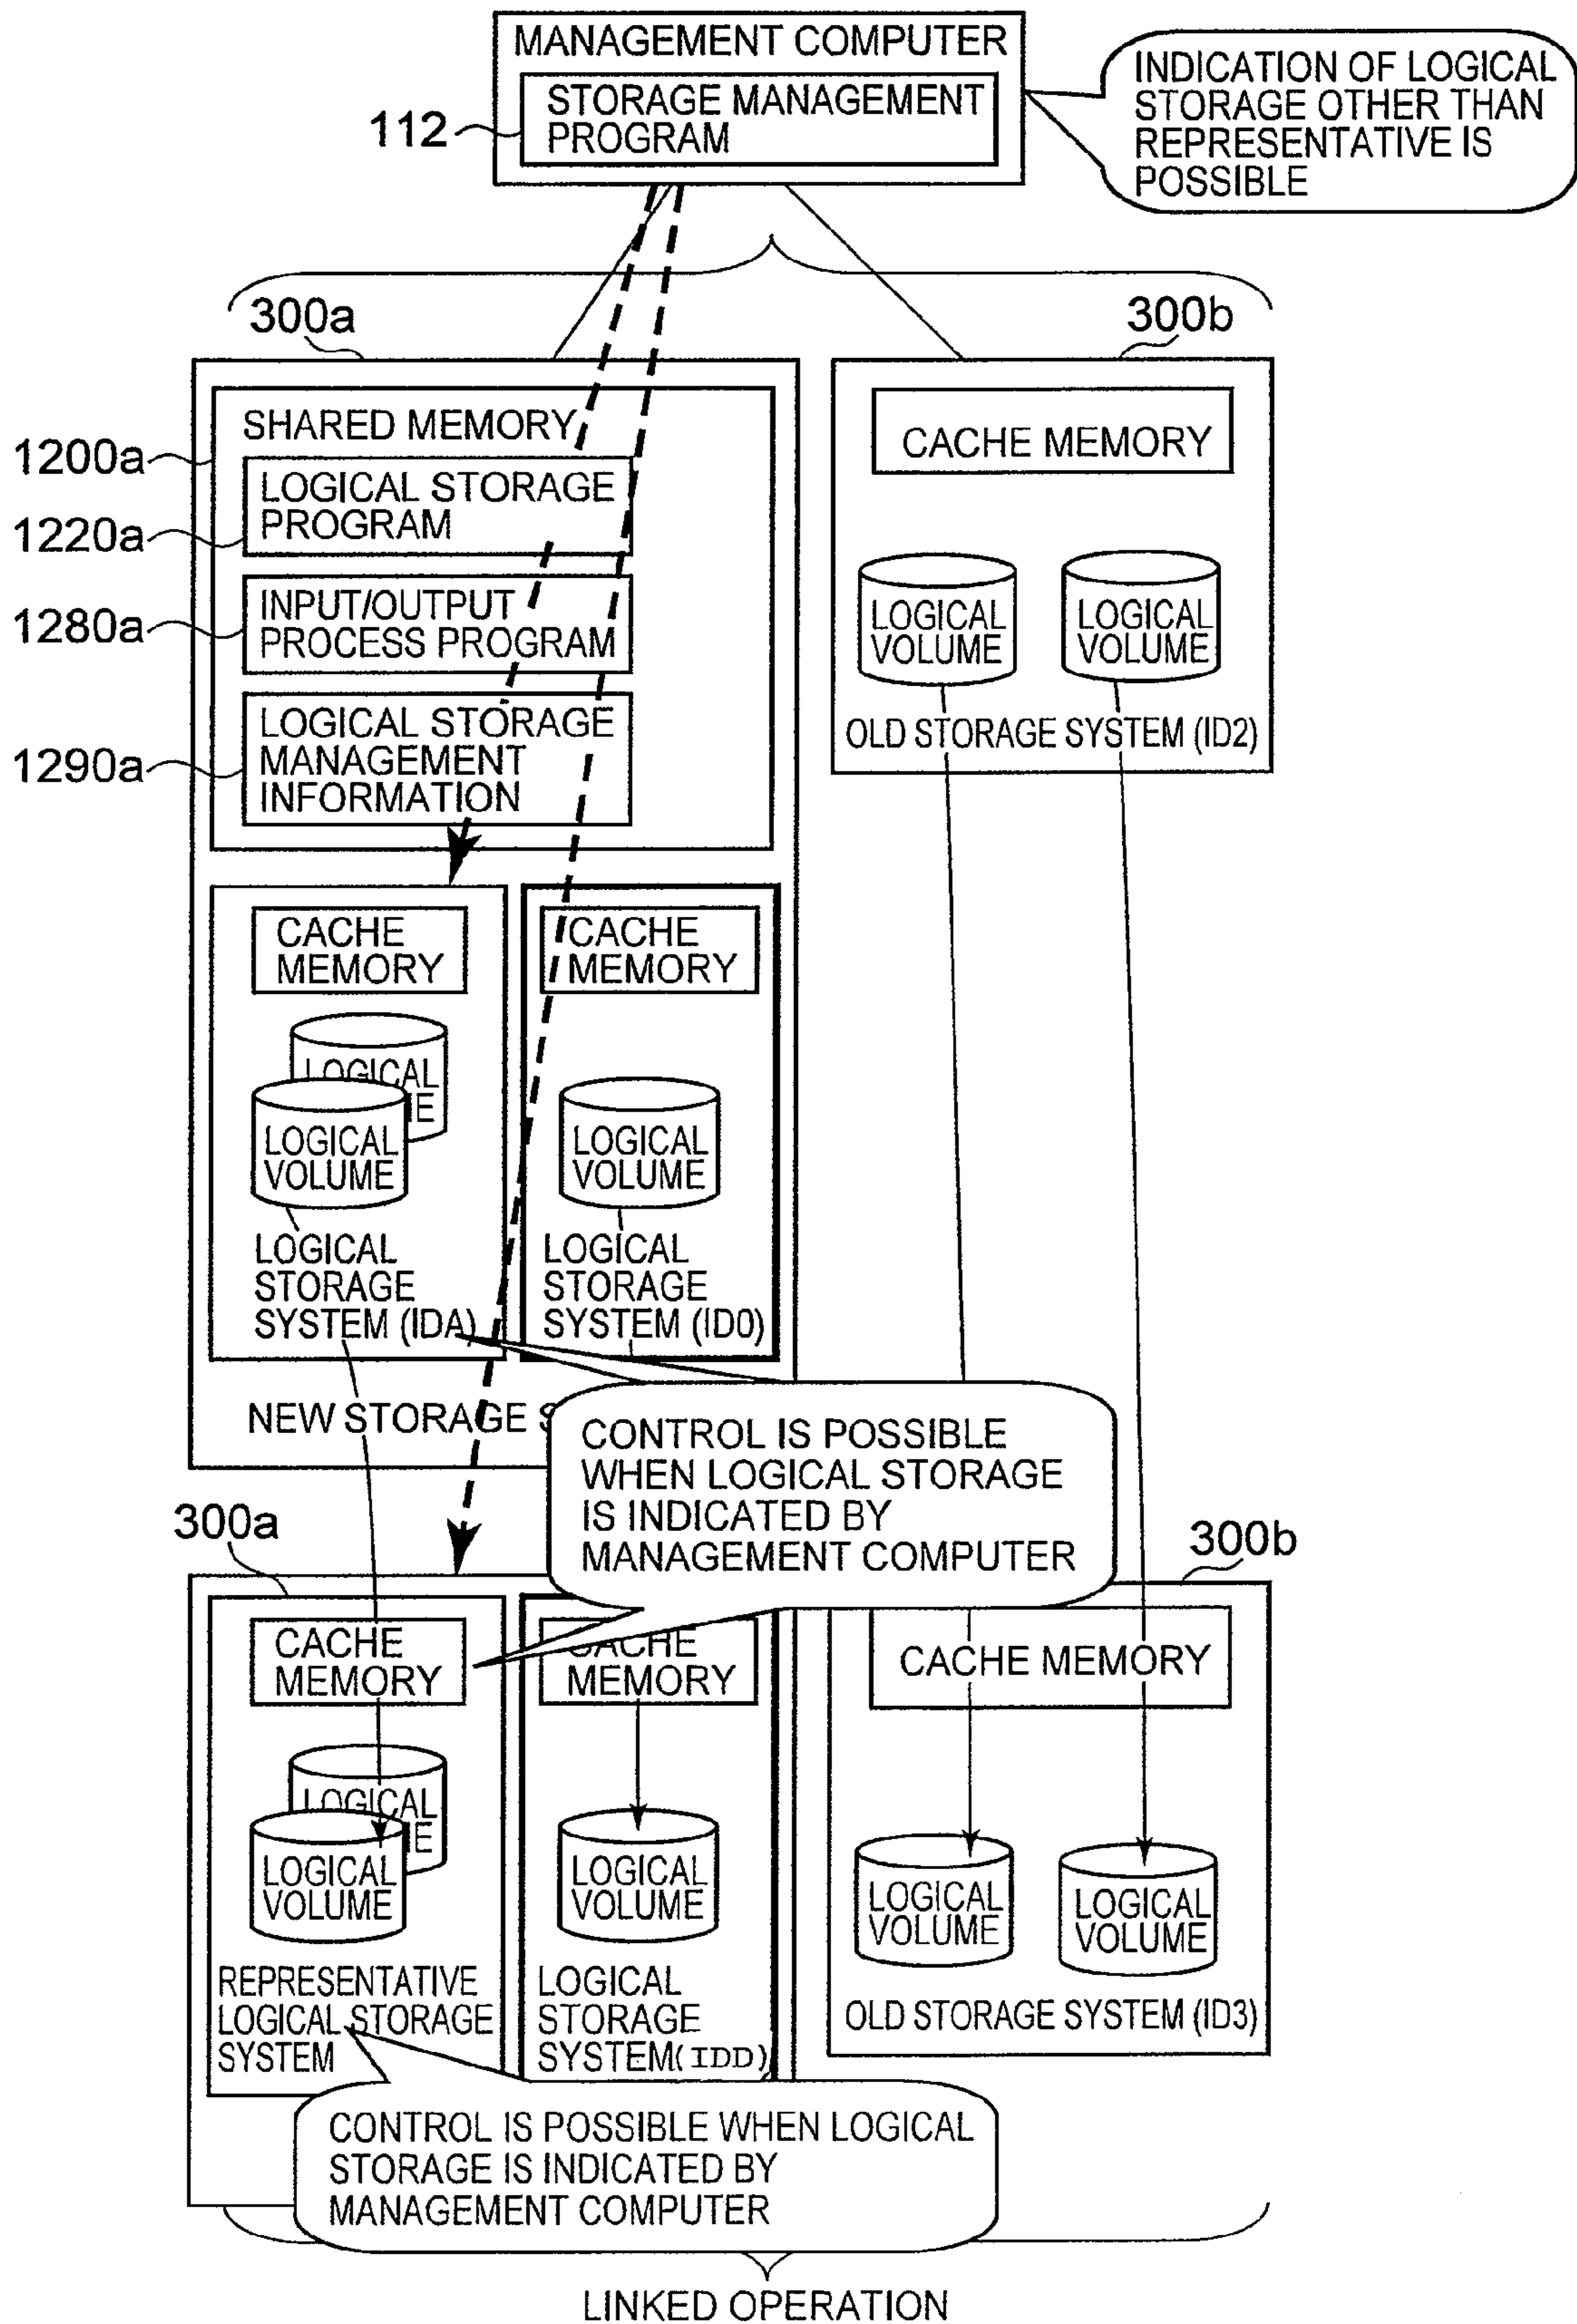 MANAGEMENT COMPUTER
STORAGE MANAGEMENT
PROGRAM
112
INDICATION OF LOGICAL
STORAGE OTHER THAN
REPRESENTATIVE IS
POSSIBLE
300a
300b
SHARED MEMORY
1200a
LOGICAL STORAGE
PROGRAM
1220a
INPUT/OUTPUT
PROCESS PROGRAM
1280a
LOGICAL STORAGE
MANAGEMENT
INFORMATION
1290a
CACHE MEMORY
LOGICAL
VOLUME
LOGICAL
VOLUME
OLD STORAGE SYSTEM (ID2)
CACHE
MEMORY
LOGICAL
E
LOGICAL
VOLUME
LOGICAL
STORAGE
SYSTEM (IDA)
CACHE
MEMORY
LOGICAL
VOLUME
LOGICAL
STORAGE
SYSTEM (ID0)
NEW STORAGE S
CONTROL IS POSSIBLE
WHEN LOGICAL STORAGE
IS INDICATED BY
MANAGEMENT COMPUTER
300a
300b
CACHE
MEMORY
LOGICAL
E
LOGICAL
VOLUME
REPRESENTATIVE
LOGICAL STORAGE
SYSTEM
CACHE
MEMORY
LOGICAL
VOLUME
LOGICAL
STORAGE
SYSTEM(IDD)
CACHE MEMORY
LOGICAL
VOLUME
LOGICAL
VOLUME
OLD STORAGE SYSTEM (ID3)
CONTROL IS POSSIBLE WHEN LOGICAL
STORAGE IS INDICATED BY
MANAGEMENT COMPUTER
LINKED OPERATION